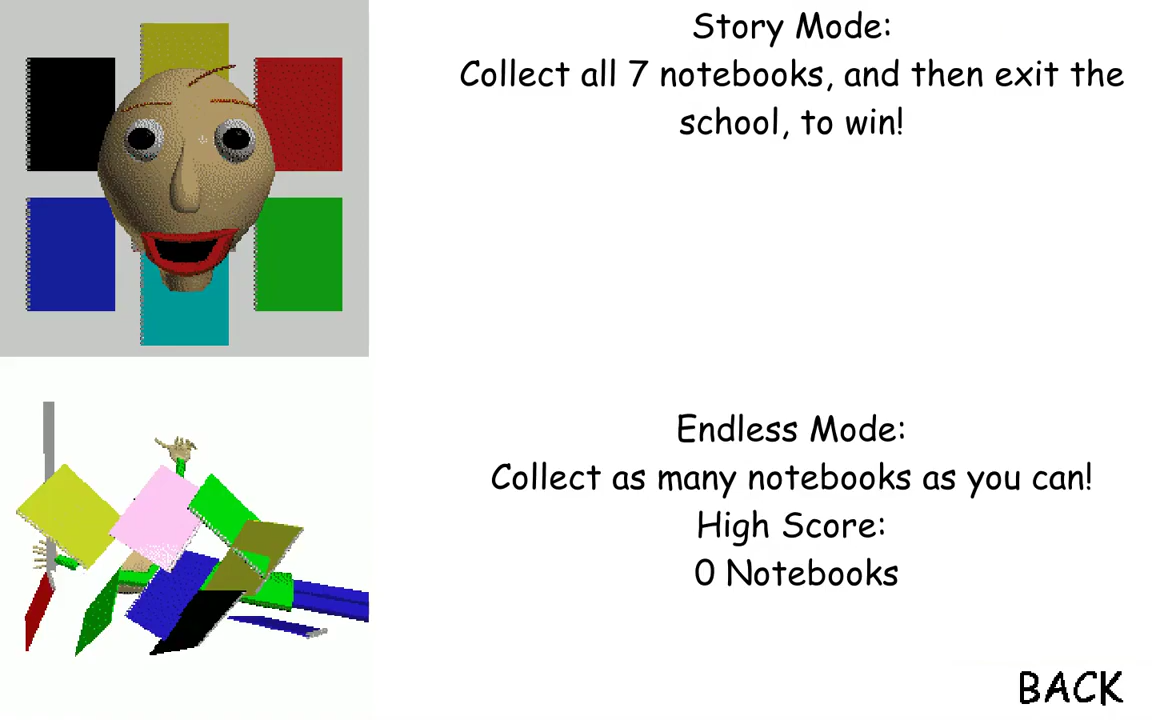 Story Mode:
Collect all 7 notebooks, and then exit the
school, to win!
Endless Mode:
Collect as many notebooks as you can!
High Score:
0 Notebooks
BACK